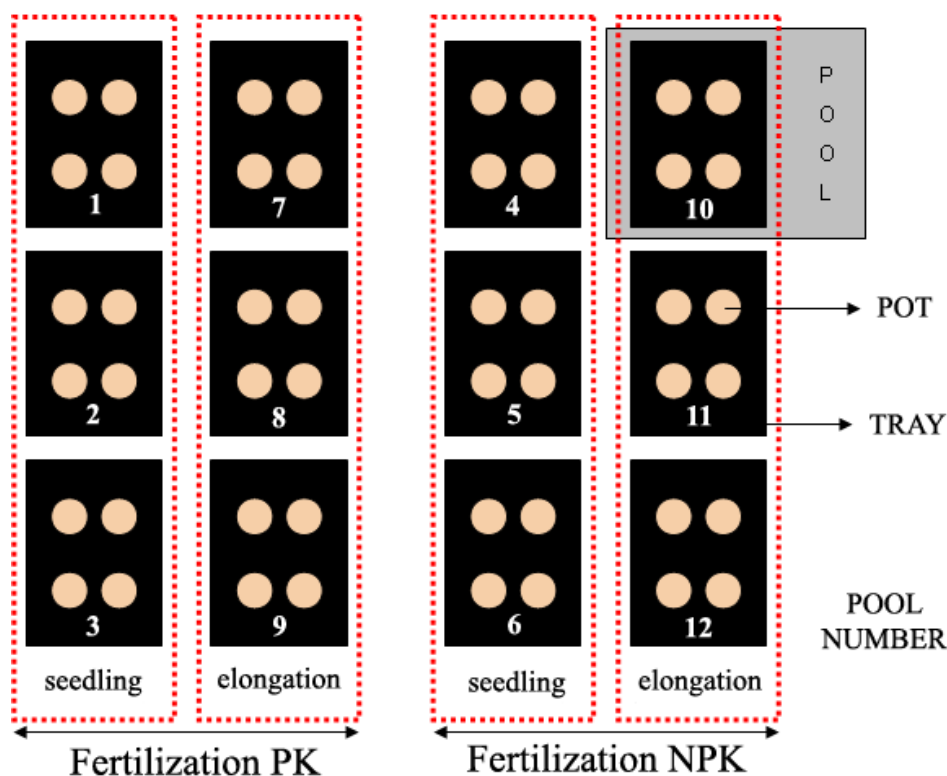 1
7
4
10
P
O
O
L
2
8
5
11
POT
TRAY
3
9
6
12
POOL
NUMBER
seedling
elongation
seedling
elongation
Fertilization PK
Fertilization NPK